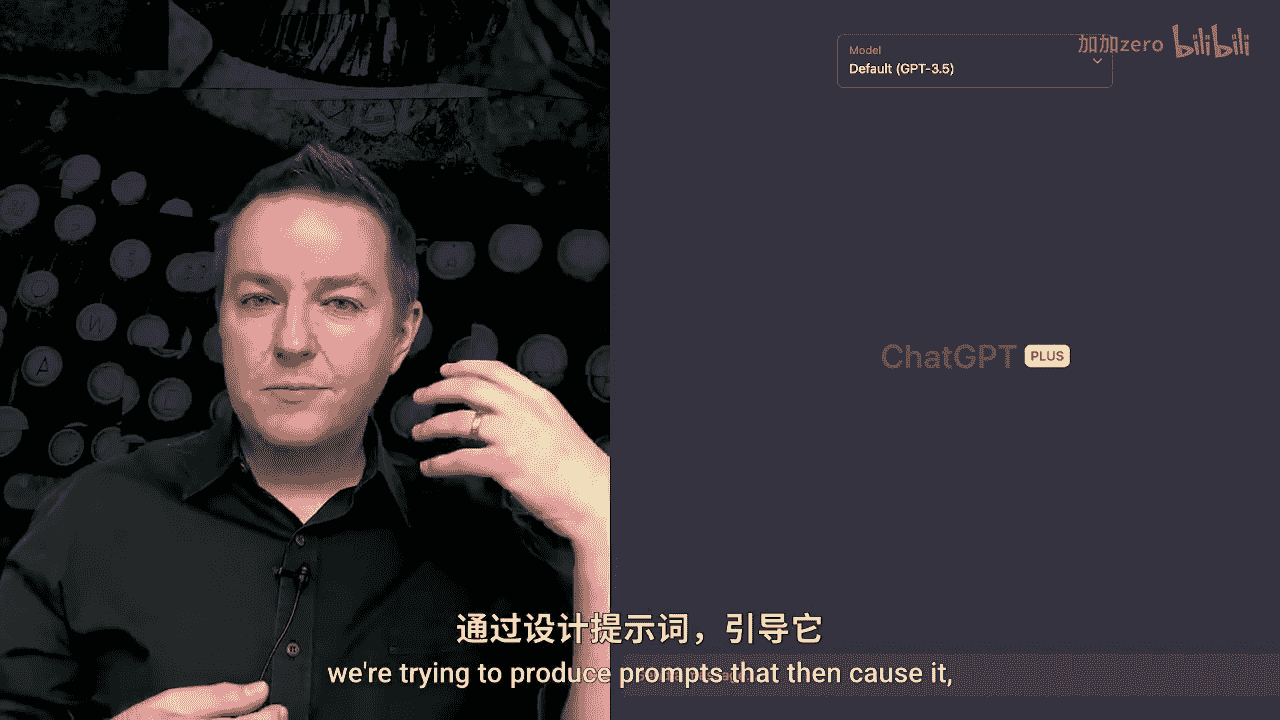 加加zero bilibili
Model
Default (GPT-3.5)
ChatGPT PLUS
通过设计提示词，引导它
we're trying to produce prompts that then cause it,